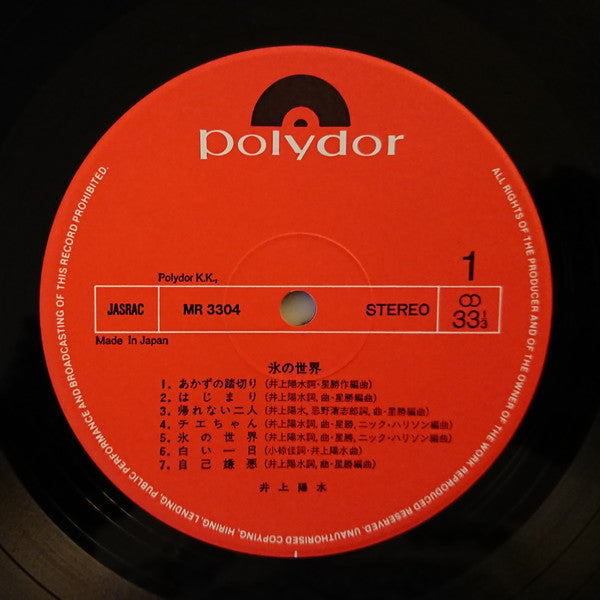 polydor
ALL RIGHTS OF THE PRODUCER AND OF THE OWNER OF THE WORK REPRODUCED RESERVED. UNAUTHORISED COPYING, HIRING, LENDING, PUBLIC PERFORMANCE AND BROADCASTING OF THIS RECORD PROHIBITED.
1
Polydor K.K.,
JASRAC MR 3304 STEREO 33 1/3
Made in Japan
氷の世界
1. あかずの踏切り (井上陽水詞・星勝作編曲)
2. はじまり (井上陽水詞, 曲・星勝編曲)
3. 帰れない二人 (井上陽水, 忌野清志郎詞, 曲・星勝編曲)
4. チエちゃん (井上陽水詞, 曲・星勝, ニック・ハリソン編曲)
5. 氷の世界 (井上陽水詞, 曲・星勝, ニック・ハリソン編曲)
6. 白い一日 (小椋佳詞・井上陽水曲)
7. 自己嫌悪 (井上陽水詞, 曲・星勝編曲)
井上陽水